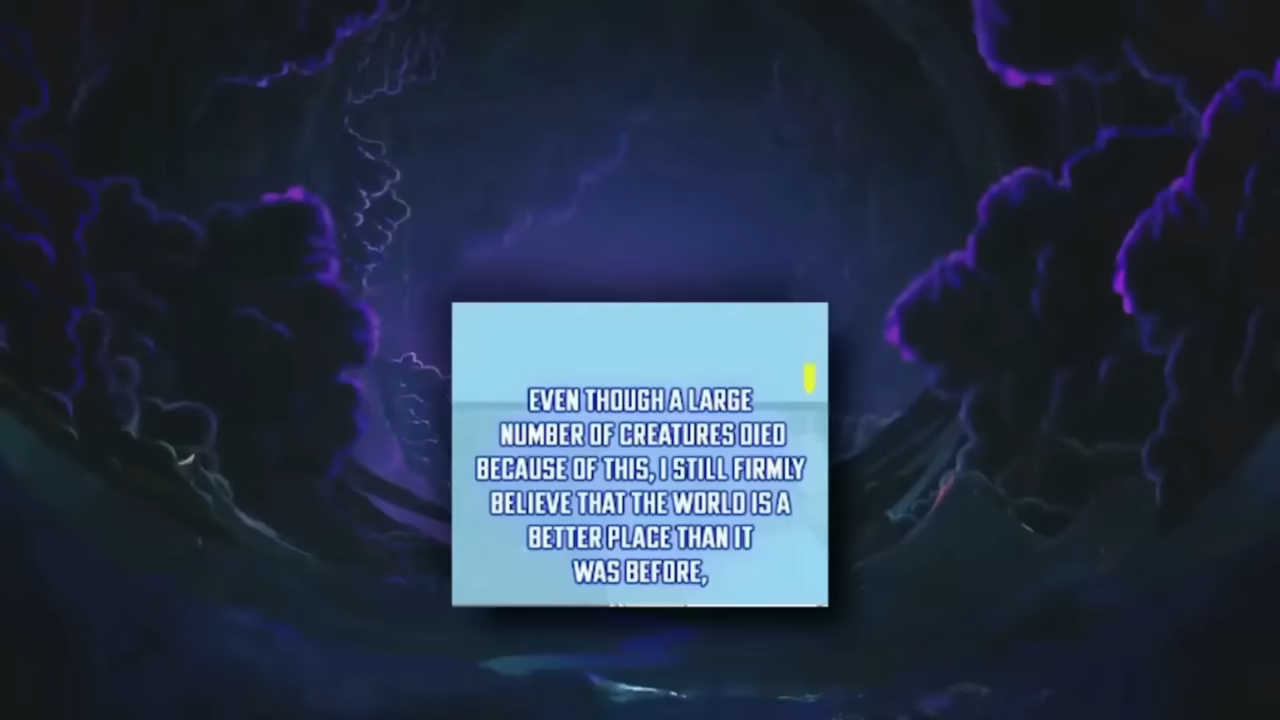 EVEN THOUGH A LARGE
NUMBER OF CREATURES DIED
BECAUSE OF THIS, I STILL FIRMLY
BELIEVE THAT THE WORLD IS A
BETTER PLACE THAN IT
WAS BEFORE,